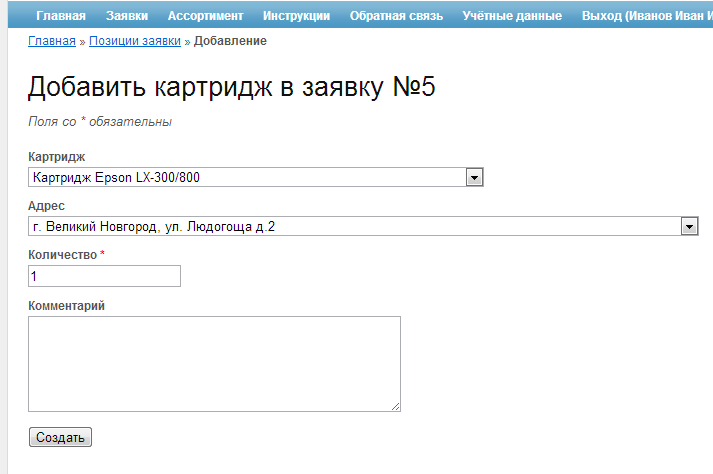 Главная Заявки Ассортимент Инструкции Обратная связь Учётные данные Выход (Иванов Иван И
Главная » Позиции заявки » Добавление
Добавить картридж в заявку №5
Поля со * обязательны
Картридж
Картридж Epson LX-300/800
Адрес
г. Великий Новгород, ул. Людогоща д.2
Количество *
1
Комментарий
Создать